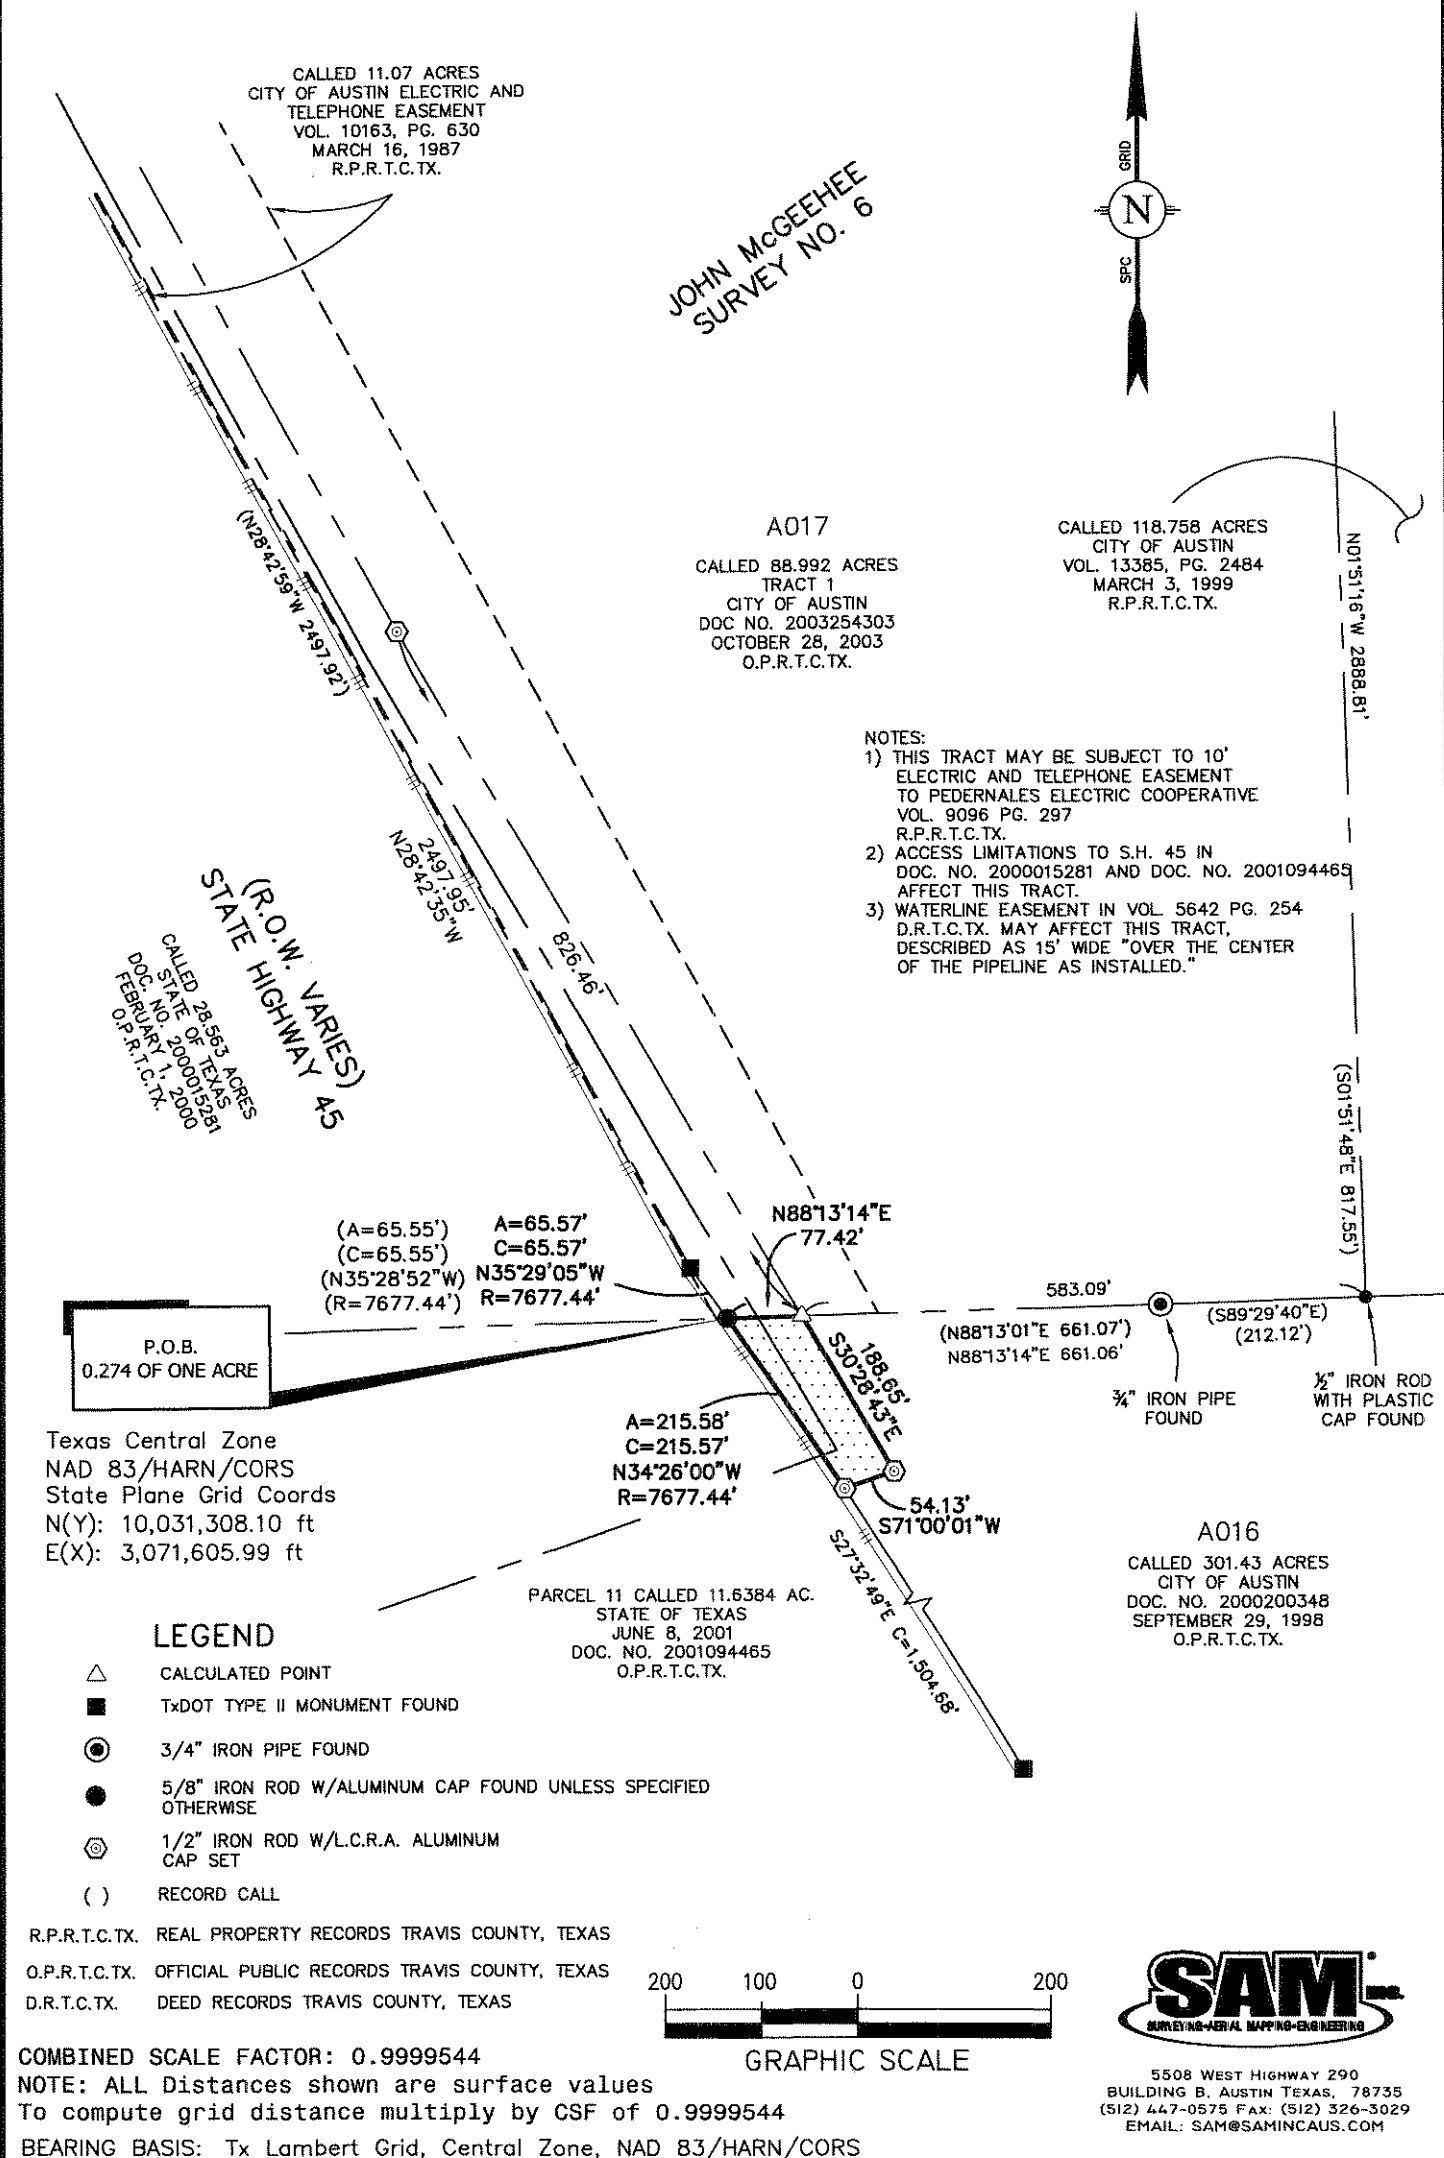 CALLED 11.07 ACRES
CITY OF AUSTIN ELECTRIC AND
TELEPHONE EASEMENT
VOL. 10163, PG. 630
MARCH 16, 1987
R.P.R.T.C.TX.
JOHN McGEEHEE
SURVEY NO. 6
GRID
N
SPC
A017
CALLED 88.992 ACRES
TRACT 1
CITY OF AUSTIN
DOC NO. 2003254303
OCTOBER 28, 2003
O.P.R.T.C.TX.
CALLED 118.758 ACRES
CITY OF AUSTIN
VOL. 13385, PG. 2484
MARCH 3, 1999
R.P.R.T.C.TX.
N01°51'16"W 2888.81'
(S01°51'48"E 817.55')
(N28°42'59"W 2497.92')
2497.95'
N28°42'35"W
826.46'
NOTES:
1) THIS TRACT MAY BE SUBJECT TO 10'
ELECTRIC AND TELEPHONE EASEMENT
TO PEDERNALES ELECTRIC COOPERATIVE
VOL. 9096 PG. 297
R.P.R.T.C.TX.
2) ACCESS LIMITATIONS TO S.H. 45 IN
DOC. NO. 2000015281 AND DOC. NO. 2001094465
AFFECT THIS TRACT.
3) WATERLINE EASEMENT IN VOL 5642 PG. 254
D.R.T.C.TX. MAY AFFECT THIS TRACT,
DESCRIBED AS 15' WIDE "OVER THE CENTER
OF THE PIPELINE AS INSTALLED."
(R.O.W. VARIES)
STATE HIGHWAY 45
CALLED 28.563 ACRES
STATE OF TEXAS
DOC. NO. 2000015281
FEBRUARY 1, 2000
O.P.R.T.C.TX.
(A=65.55')
(C=65.55')
(N35°28'52"W)
(R=7677.44')
A=65.57'
C=65.57'
N35°29'05"W
R=7677.44'
N88°13'14"E
77.42'
583.09'
(N88°13'01"E 661.07')
N88°13'14"E 661.06'
(S89°29'40"E)
(212.12')
¾" IRON PIPE
FOUND
½" IRON ROD
WITH PLASTIC
CAP FOUND
P.O.B.
0.274 OF ONE ACRE
188.65'
S30°28'43"E
A=215.58'
C=215.57'
N34°26'00"W
R=7677.44'
54.13'
S71°00'01"W
S27°32'49"E C=1,504.68'
Texas Central Zone
NAD 83/HARN/CORS
State Plane Grid Coords
N(Y): 10,031,308.10 ft
E(X): 3,071,605.99 ft
PARCEL 11 CALLED 11.6384 AC.
STATE OF TEXAS
JUNE 8, 2001
DOC. NO. 2001094465
O.P.R.T.C.TX.
A016
CALLED 301.43 ACRES
CITY OF AUSTIN
DOC. NO. 2000200348
SEPTEMBER 29, 1998
O.P.R.T.C.TX.
LEGEND
CALCULATED POINT
TxDOT TYPE II MONUMENT FOUND
3/4" IRON PIPE FOUND
5/8" IRON ROD W/ALUMINUM CAP FOUND UNLESS SPECIFIED
OTHERWISE
1/2" IRON ROD W/L.C.R.A. ALUMINUM
CAP SET
( ) RECORD CALL
R.P.R.T.C.TX. REAL PROPERTY RECORDS TRAVIS COUNTY, TEXAS
O.P.R.T.C.TX. OFFICIAL PUBLIC RECORDS TRAVIS COUNTY, TEXAS
D.R.T.C.TX. DEED RECORDS TRAVIS COUNTY, TEXAS
200 100 0 200
GRAPHIC SCALE
COMBINED SCALE FACTOR: 0.9999544
NOTE: ALL Distances shown are surface values
To compute grid distance multiply by CSF of 0.9999544
BEARING BASIS: Tx Lambert Grid, Central Zone, NAD 83/HARN/CORS
SAM INC.
SURVEYING-AERIAL MAPPING-ENGINEERING
5508 WEST HIGHWAY 290
BUILDING B, AUSTIN TEXAS, 78735
(512) 447-0575 FAX: (512) 326-3029
EMAIL: SAM@SAMINCAUS.COM